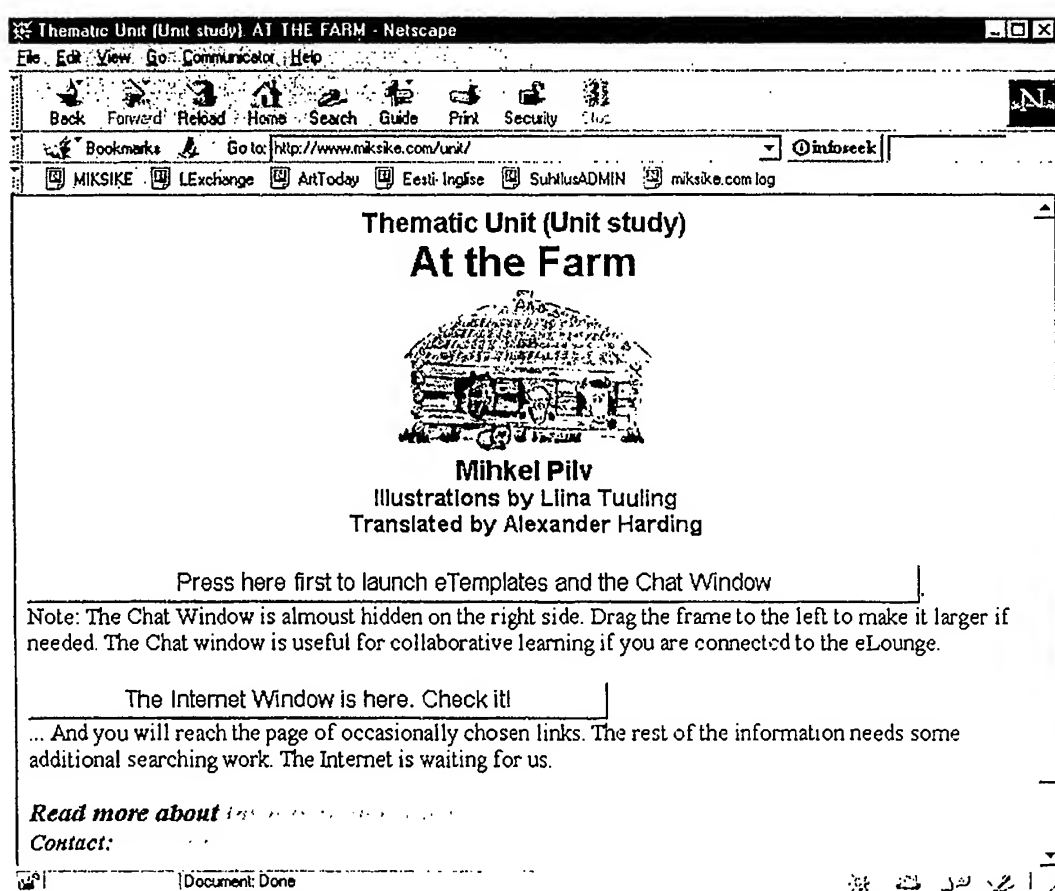 Thematic Unit (Unit study). AT THE FARM - Netscape
File Edit View Go Communicator Help
Back Forward Reload Home Search Guide Print Security
Bookmarks Go to: http://www.miksike.com/unit/ infoseek
MIKSIKE LExchange ArtToday Eesti-Inglise SuhtlusADMIN miksike.com log
Thematic Unit (Unit study)
At the Farm
Mihkel Pilv
Illustrations by Liina Tuuling
Translated by Alexander Harding
Press here first to launch eTemplates and the Chat Window
Note: The Chat Window is almoust hidden on the right side. Drag the frame to the left to make it larger if
needed. The Chat window is useful for collaborative learning if you are connected to the eLounge.
The Internet Window is here. Check it!
... And you will reach the page of occasionally chosen links. The rest of the information needs some
additional searching work. The Internet is waiting for us.
Read more about
Contact:
Document: Done